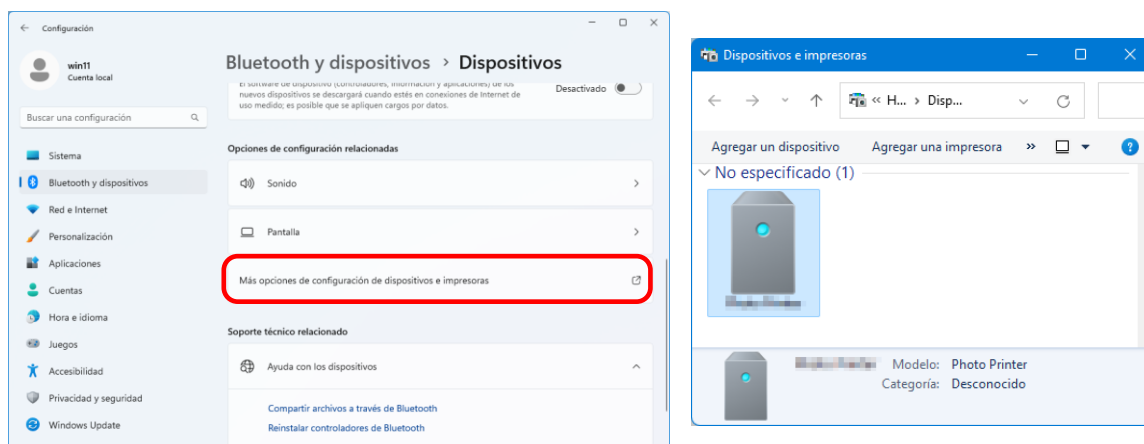 Configuración
win11
Cuenta local
Buscar una configuración
Sistema
Bluetooth y dispositivos
Red e Internet
Personalización
Aplicaciones
Cuentas
Hora e idioma
Juegos
Accesibilidad
Privacidad y seguridad
Windows Update
Bluetooth y dispositivos > Dispositivos
El software de dispositivo (controladores, información y aplicaciones) de los
nuevos dispositivos se descargará cuando estés en conexiones de Internet de
uso medido; es posible que se apliquen cargos por datos.
Desactivado
Opciones de configuración relacionadas
Sonido
Pantalla
Más opciones de configuración de dispositivos e impresoras
Soporte técnico relacionado
Ayuda con los dispositivos
Compartir archivos a través de Bluetooth
Reinstalar controladores de Bluetooth
Dispositivos e impresoras
« H... > Disp...
Agregar un dispositivo Agregar una impresora »
No especificado (1)
Modelo: Photo Printer
Categoría: Desconocido